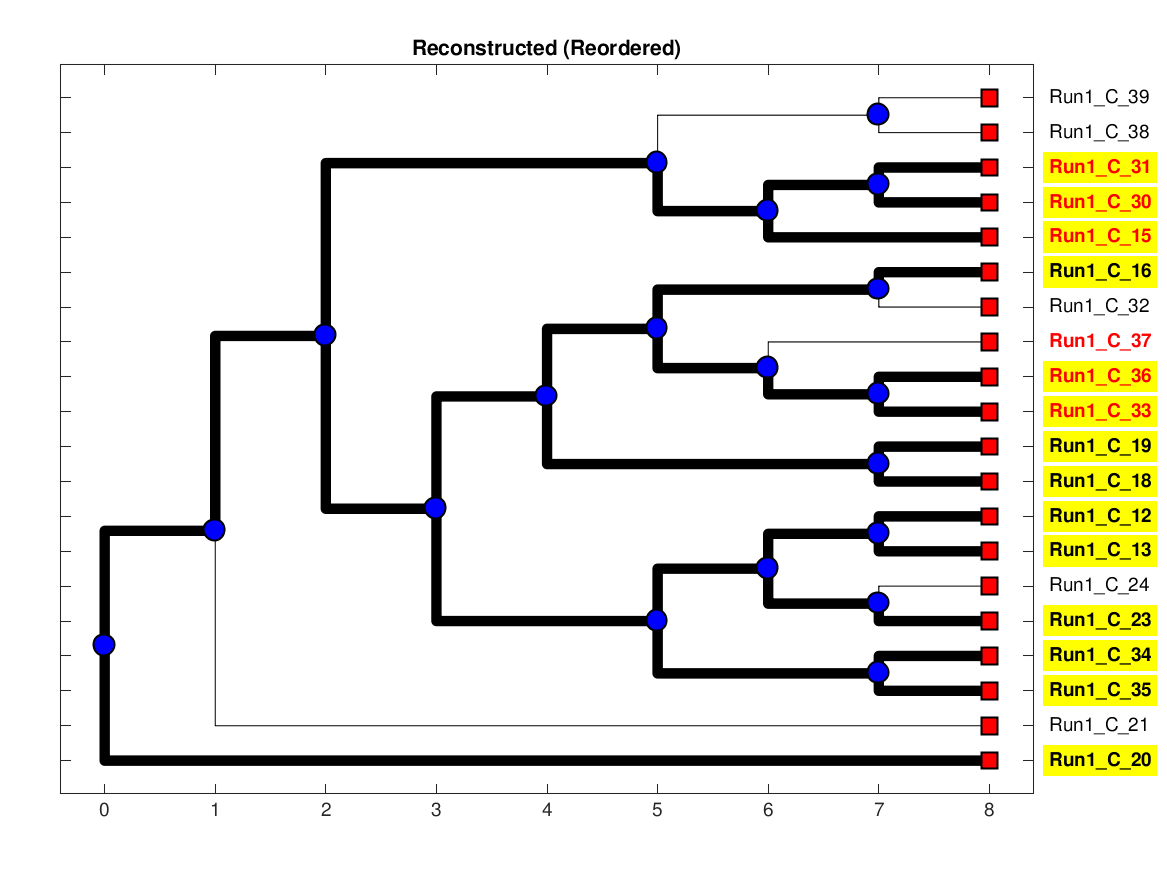 Reconstructed (Reordered)
Run1_C_39
Run1_C_38
Run1_C_31
Run1_C_30
Run1_C_15
Run1_C_16
Run1_C_32
Run1_C_37
Run1_C_36
Run1_C_33
Run1_C_19
Run1_C_18
Run1_C_12
Run1_C_13
Run1_C_24
Run1_C_23
Run1_C_34
Run1_C_35
Run1_C_21
Run1_C_20
0 1 2 3 4 5 6 7 8